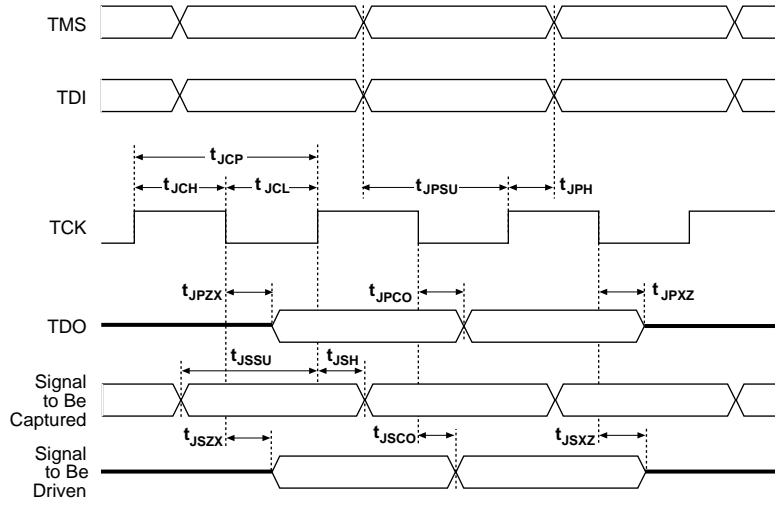 TMS
TDI
tJCP
tJCH
tJCL
tJPSU
tJPH
TCK
tJPZX
tJPCO
tJPXZ
TDO
tJSSU
tJSH
Signal
to Be
Captured
tJSZX
tJSCO
tJSXZ
Signal
to Be
Driven